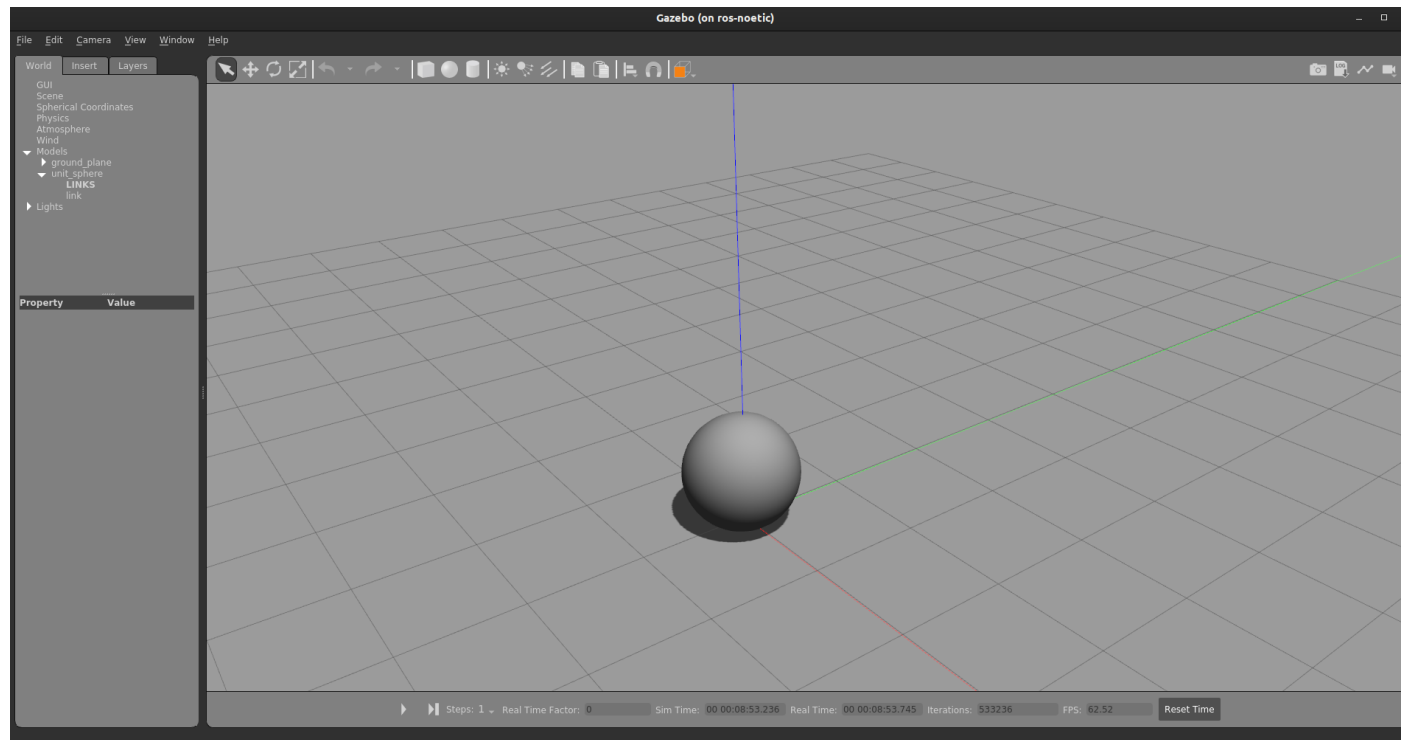 Gazebo (on ros-noetic)
File Edit Camera View Window Help
World Insert Layers
GUI
Scene
Spherical Coordinates
Physics
Atmosphere
Wind
Models
ground_plane
unit_sphere
LINKS
link
Lights
Property Value
LOG
Steps: 1 Real Time Factor: 0 Sim Time: 00 00:08:53.236 Real Time: 00 00:08:53.745 Iterations: 533236 FPS: 62.52 Reset Time